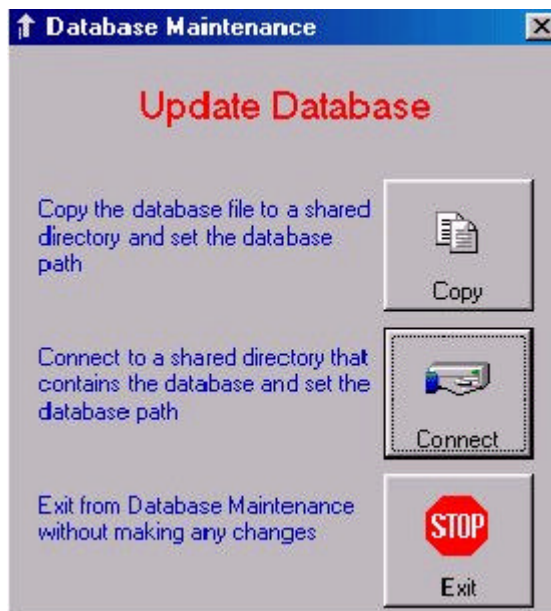 Database Maintenance
Update Database
Copy the database file to a shared
directory and set the database
path
Copy
Connect to a shared directory that
contains the database and set the
database path
Connect
Exit from Database Maintenance
without making any changes
STOP
Exit